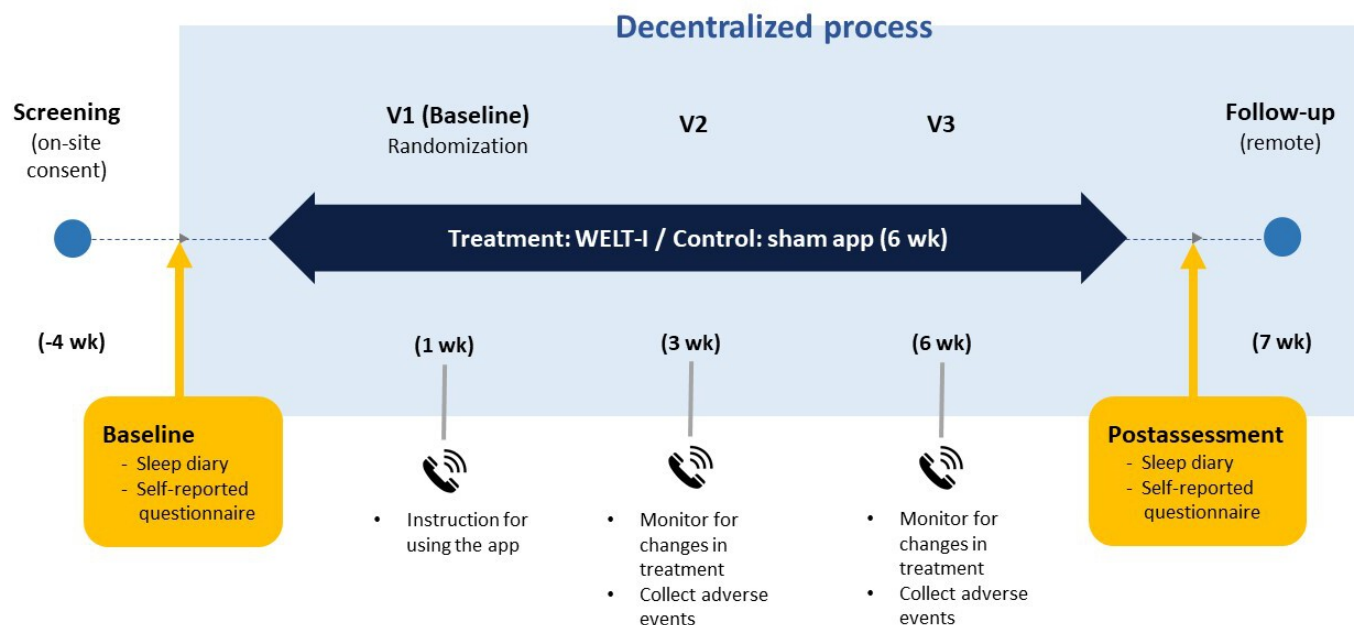 Decentralized process
Screening
(on-site
consent)
V1 (Baseline)
Randomization
V2
V3
Follow-up
(remote)
Treatment: WELT-I / Control: sham app (6 wk)
(-4 wk)
(1 wk)
(3 wk)
(6 wk)
(7 wk)
Baseline
- Sleep diary
- Self-reported
questionnaire
• Instruction for
using the app
• Monitor for
changes in
treatment
• Collect adverse
events
• Monitor for
changes in
treatment
• Collect adverse
events
Postassessment
- Sleep diary
- Self-reported
questionnaire